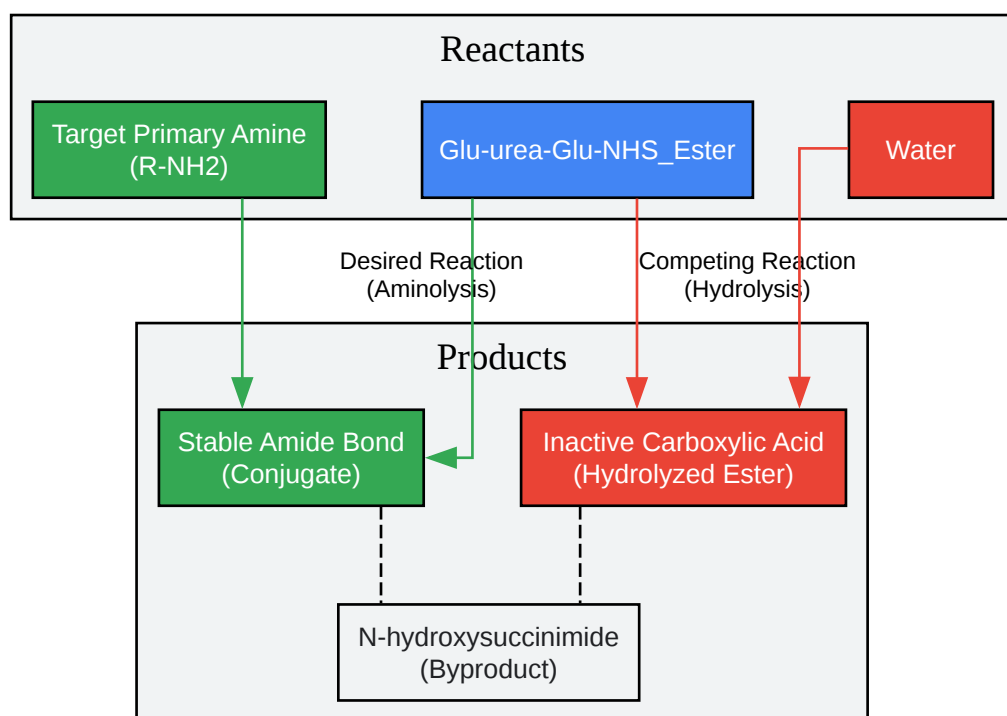 Reactants
Target Primary Amine
(R-NH2)
Glu-urea-Glu-NHS_Ester
Water
Desired Reaction
(Aminolysis)
Competing Reaction
(Hydrolysis)
Products
Stable Amide Bond
(Conjugate)
Inactive Carboxylic Acid
(Hydrolyzed Ester)
N-hydroxysuccinimide
(Byproduct)